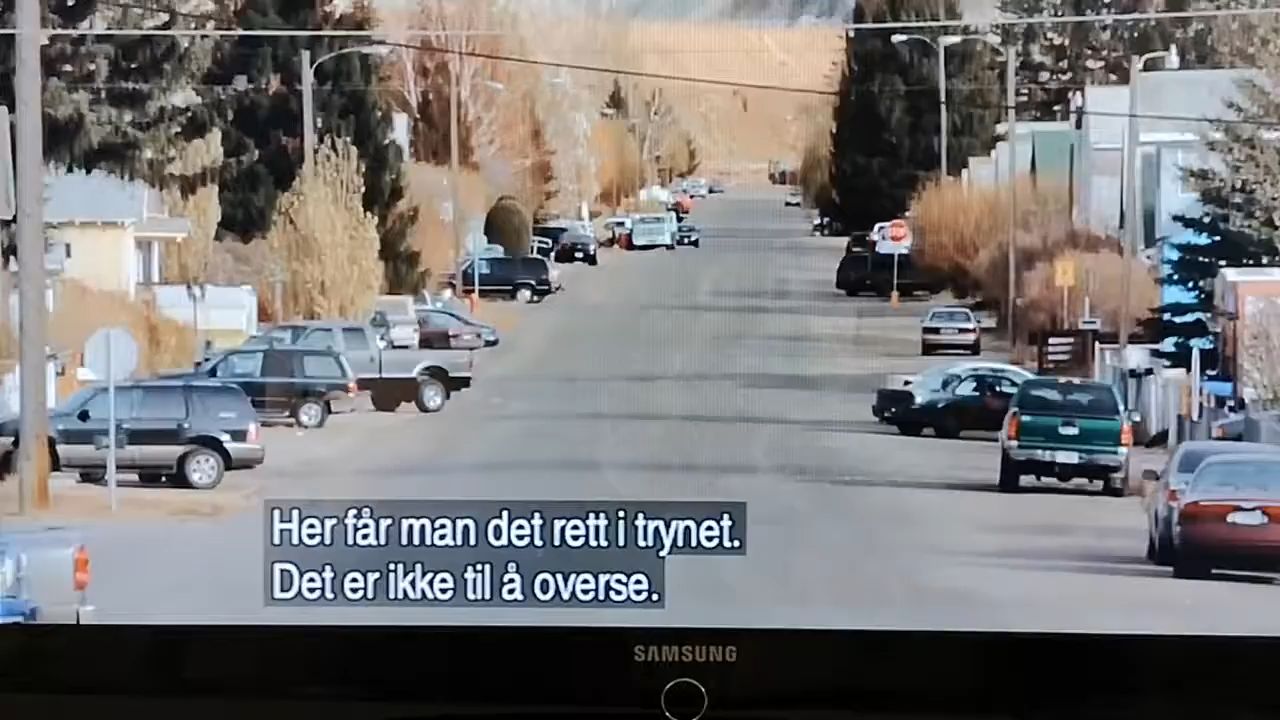 Her får man det rett i trynet.
Det er ikke til å overse.
SAMSUNG